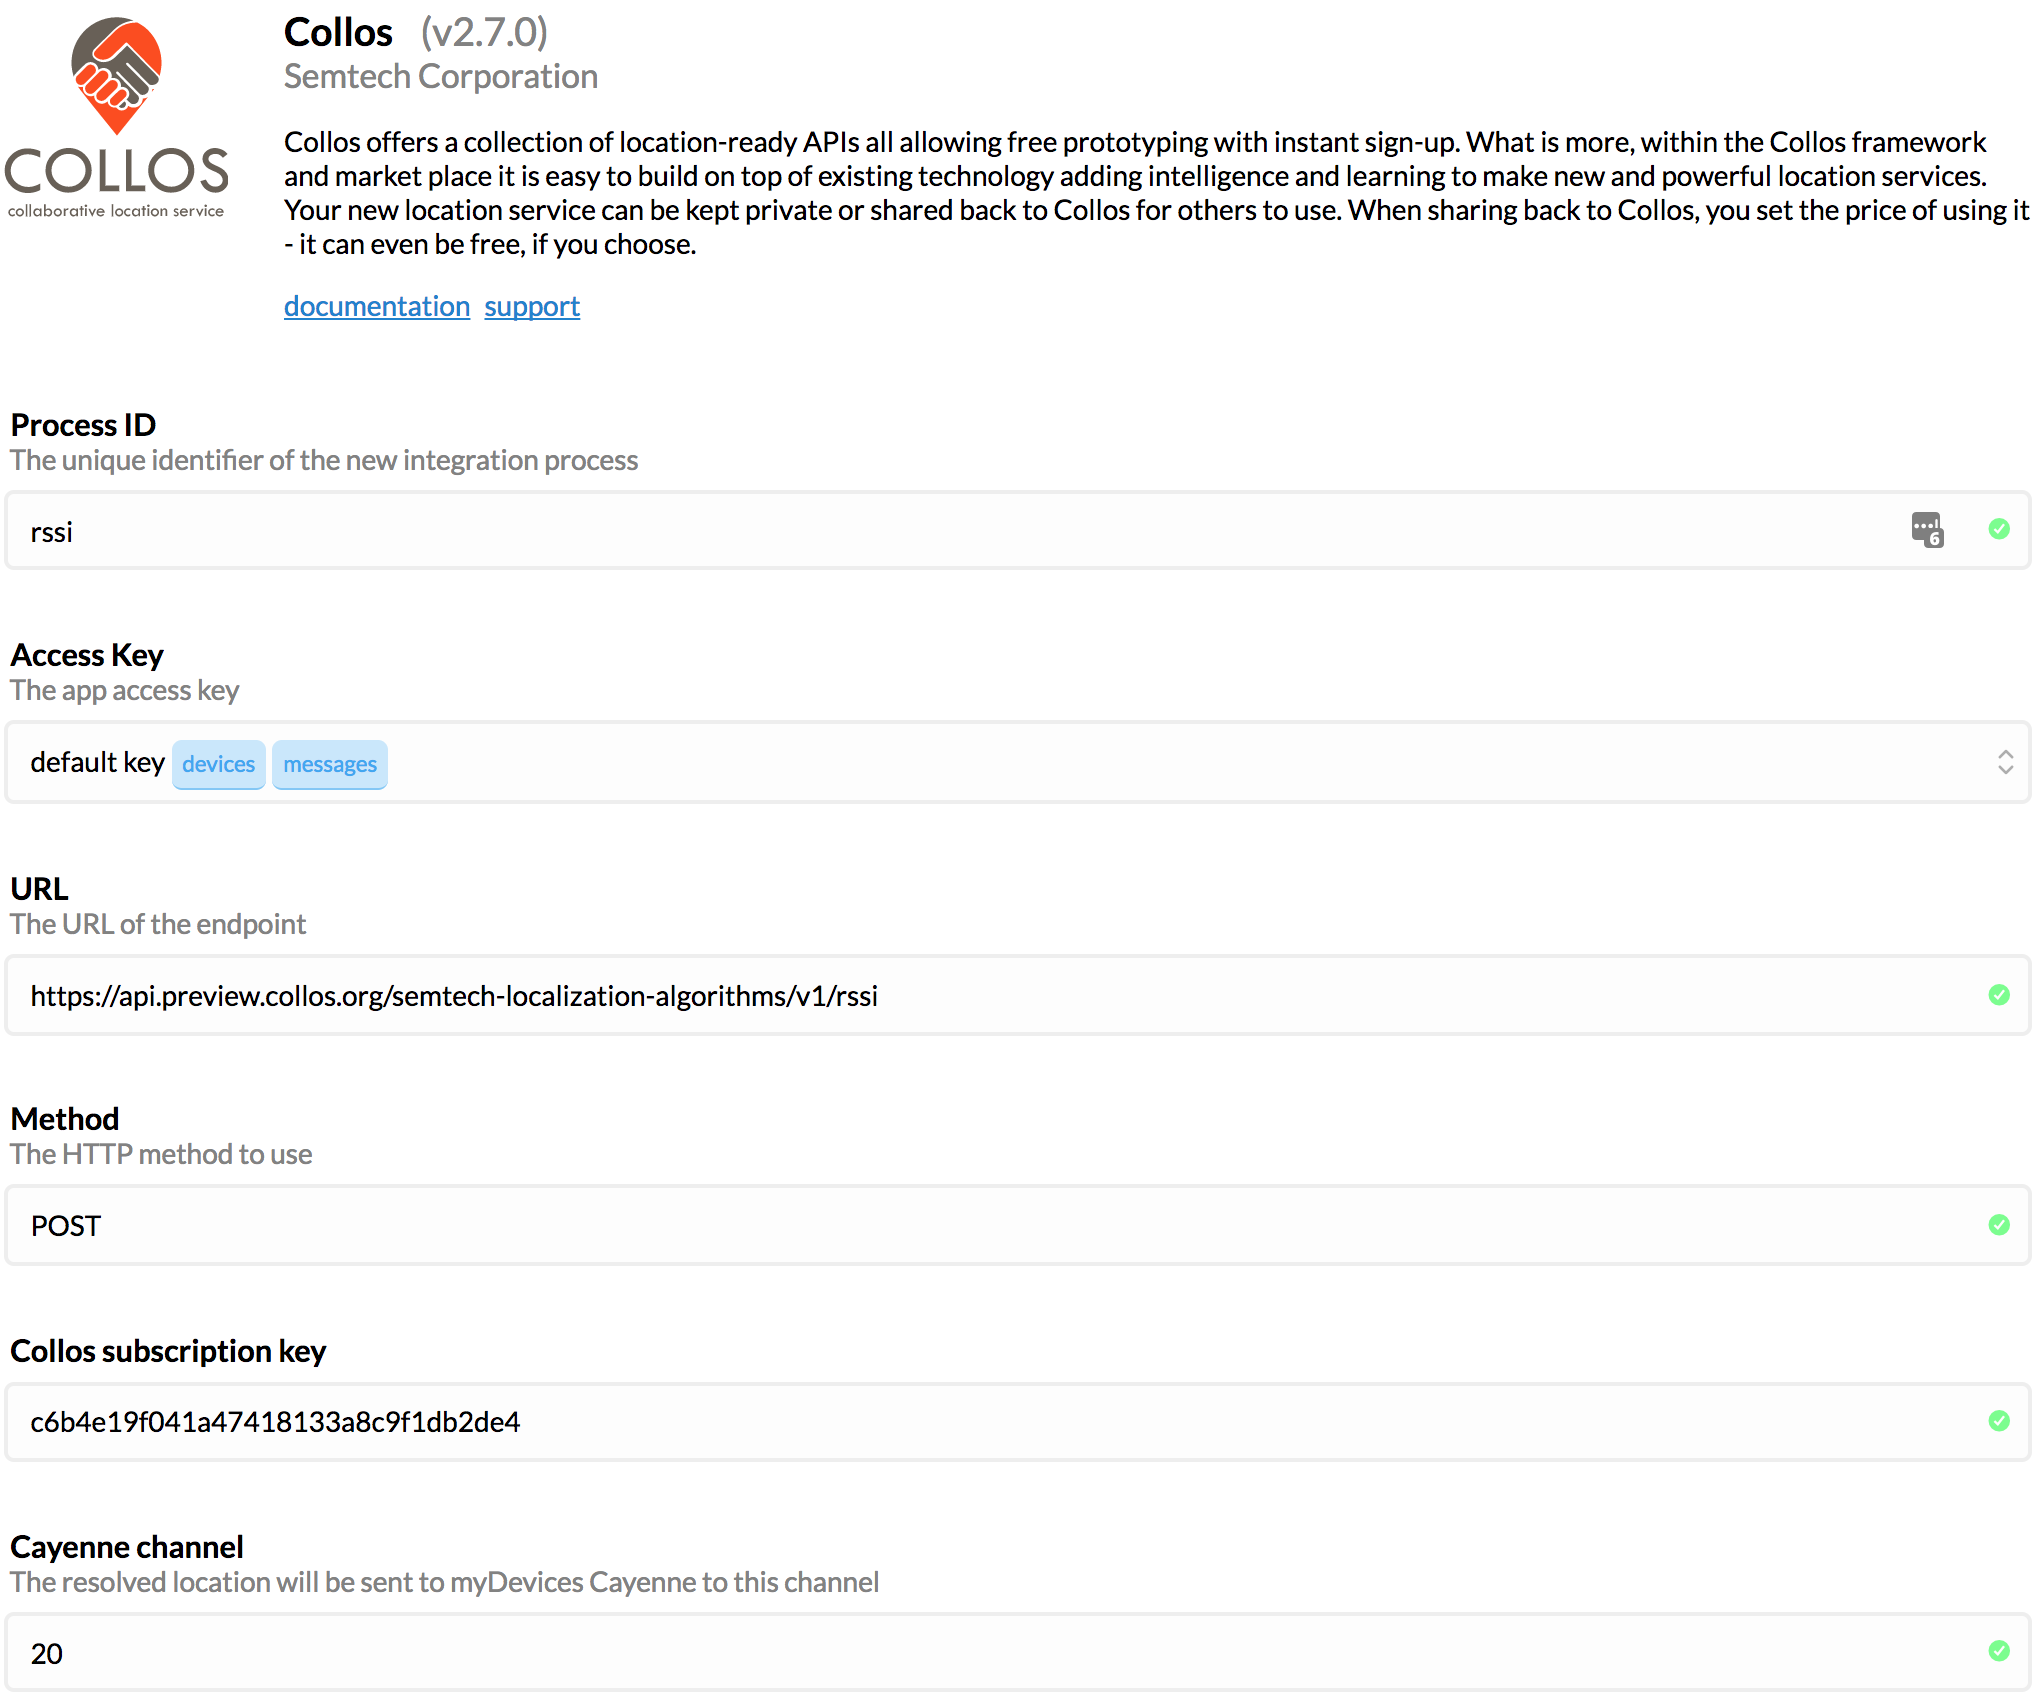 COLLOS
collaborative location service
Collos (v2.7.0)
Semtech Corporation
Collos offers a collection of location-ready APIs all allowing free prototyping with instant sign-up. What is more, within the Collos framework
and market place it is easy to build on top of existing technology adding intelligence and learning to make new and powerful location services.
Your new location service can be kept private or shared back to Collos for others to use. When sharing back to Collos, you set the price of using it
- it can even be free, if you choose.
documentation support
Process ID
The unique identifier of the new integration process
rssi
6
Access Key
The app access key
default key devices messages
URL
The URL of the endpoint
https://api.preview.collos.org/semtech-localization-algorithms/v1/rssi
Method
The HTTP method to use
POST
Collos subscription key
c6b4e19f041a47418133a8c9f1db2de4
Cayenne channel
The resolved location will be sent to myDevices Cayenne to this channel
20